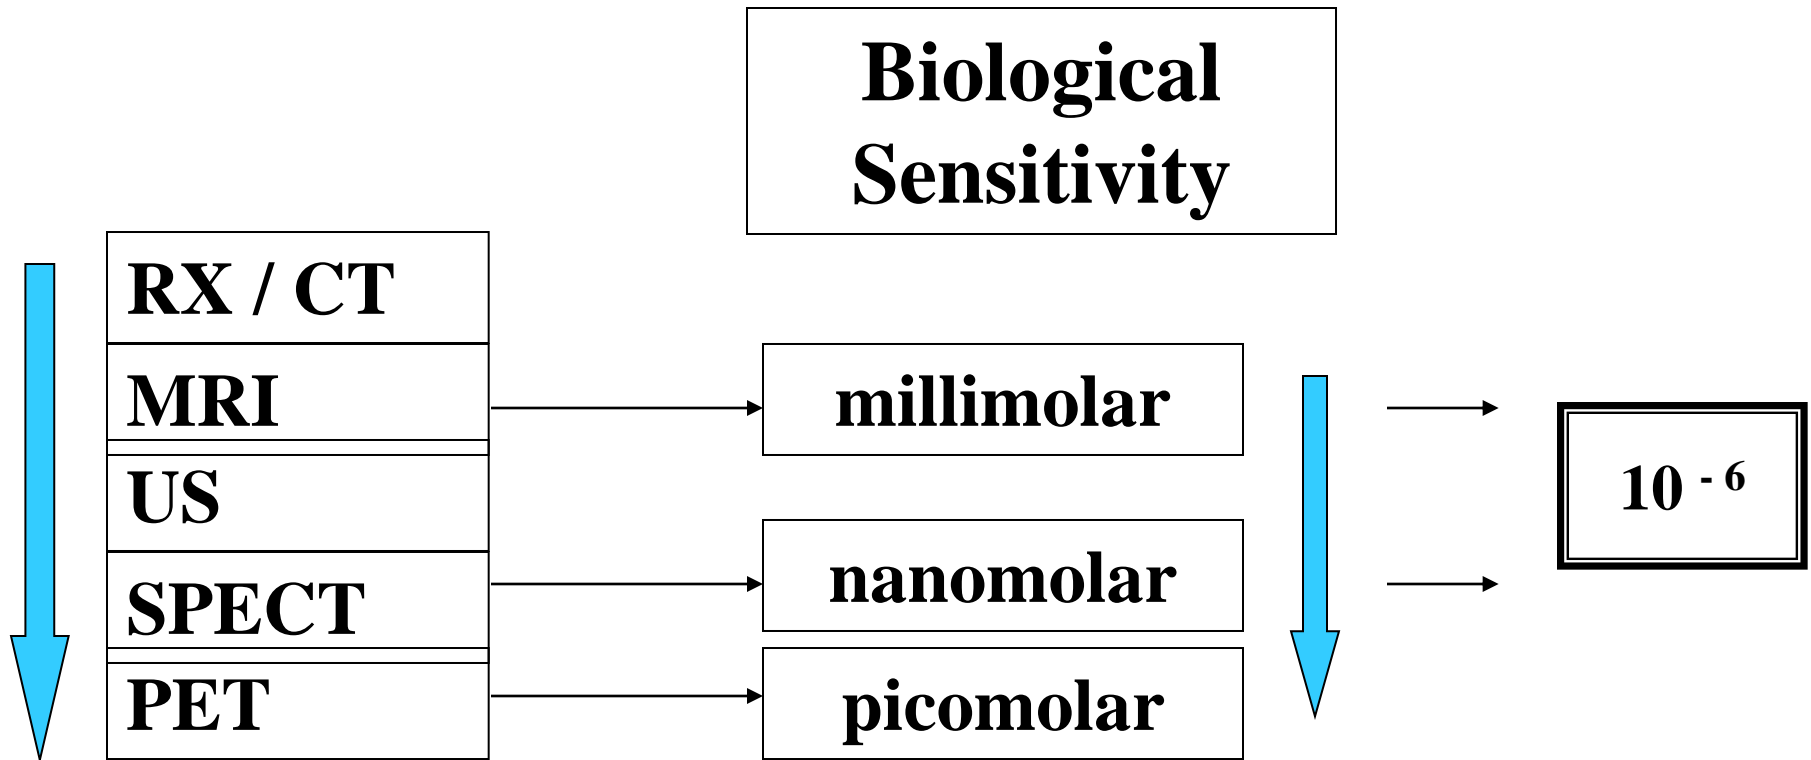 Biological
Sensitivity
RX / CT
MRI
millimolar
US
10 - 6
SPECT
nanomolar
PET
picomolar